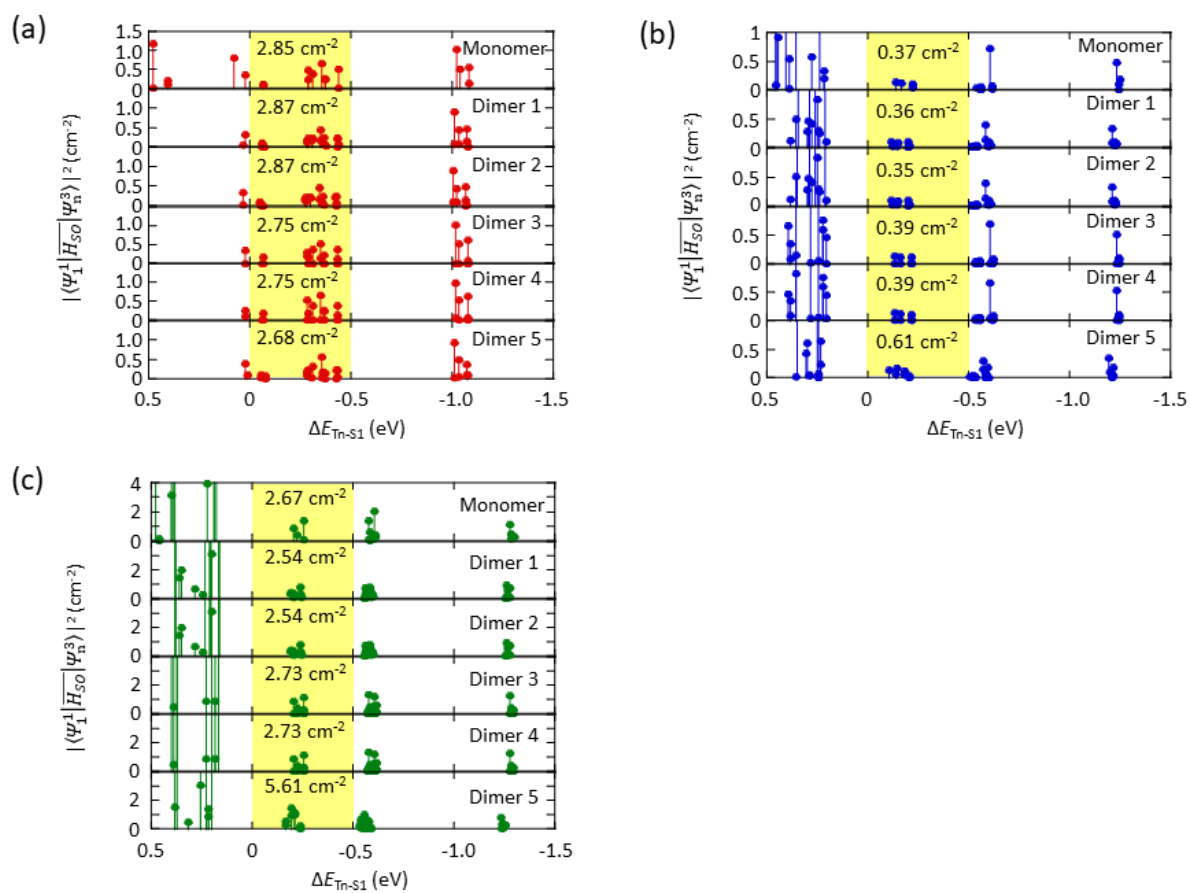 (a)
|⟨Ψ₁¹|H̅_SO|Ψₙ³⟩|² (cm⁻²)
1.5
1.0
0.5
0
2.85 cm⁻²
Monomer
1.0
0.5
0
2.87 cm⁻²
Dimer 1
1.0
0.5
0
2.87 cm⁻²
Dimer 2
1.0
0.5
0
2.75 cm⁻²
Dimer 3
1.0
0.5
0
2.75 cm⁻²
Dimer 4
1.0
0.5
0
2.68 cm⁻²
Dimer 5
0.5 0 -0.5 -1.0 -1.5
ΔE_Tn-S1 (eV)
(b)
|⟨Ψ₁¹|H̅_SO|Ψₙ³⟩|² (cm⁻²)
1
0.5
0
0.37 cm⁻²
Monomer
0.5
0
0.36 cm⁻²
Dimer 1
0.5
0
0.35 cm⁻²
Dimer 2
0.5
0
0.39 cm⁻²
Dimer 3
0.5
0
0.39 cm⁻²
Dimer 4
0.5
0
0.61 cm⁻²
Dimer 5
0.5 0 -0.5 -1.0 -1.5
ΔE_Tn-S1 (eV)
(c)
|⟨Ψ₁¹|H̅_SO|Ψₙ³⟩|² (cm⁻²)
4
2
0
2.67 cm⁻²
Monomer
2
0
2.54 cm⁻²
Dimer 1
2
0
2.54 cm⁻²
Dimer 2
2
0
2.73 cm⁻²
Dimer 3
2
0
2.73 cm⁻²
Dimer 4
2
0
5.61 cm⁻²
Dimer 5
0.5 0 -0.5 -1.0 -1.5
ΔE_Tn-S1 (eV)